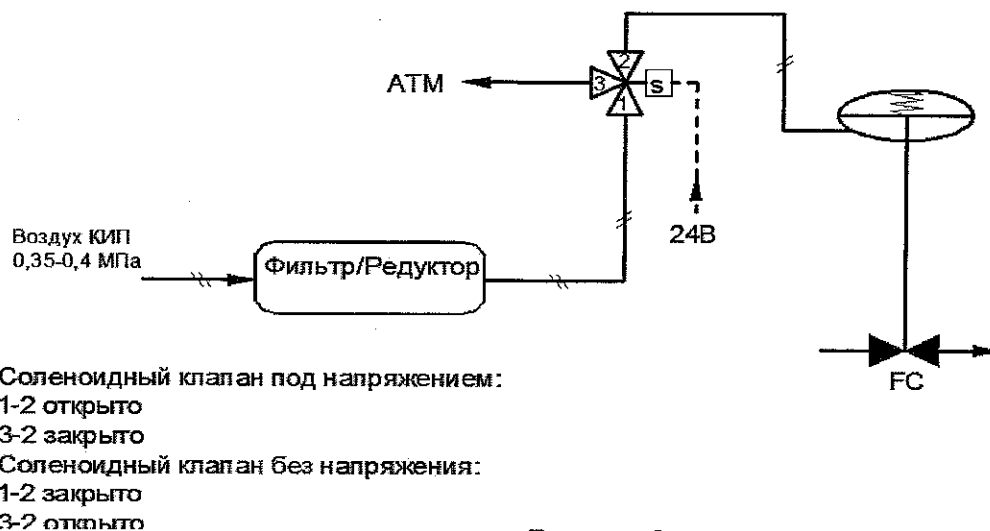 2
АТМ
3
s
1
24В
Воздух КИП
0,35-0,4 МПа
Фильтр/Редуктор
FC
Соленоидный клапан под напряжением:
1-2 открыто
3-2 закрыто
Соленоидный клапан без напряжения:
1-2 закрыто
3-2 открыто